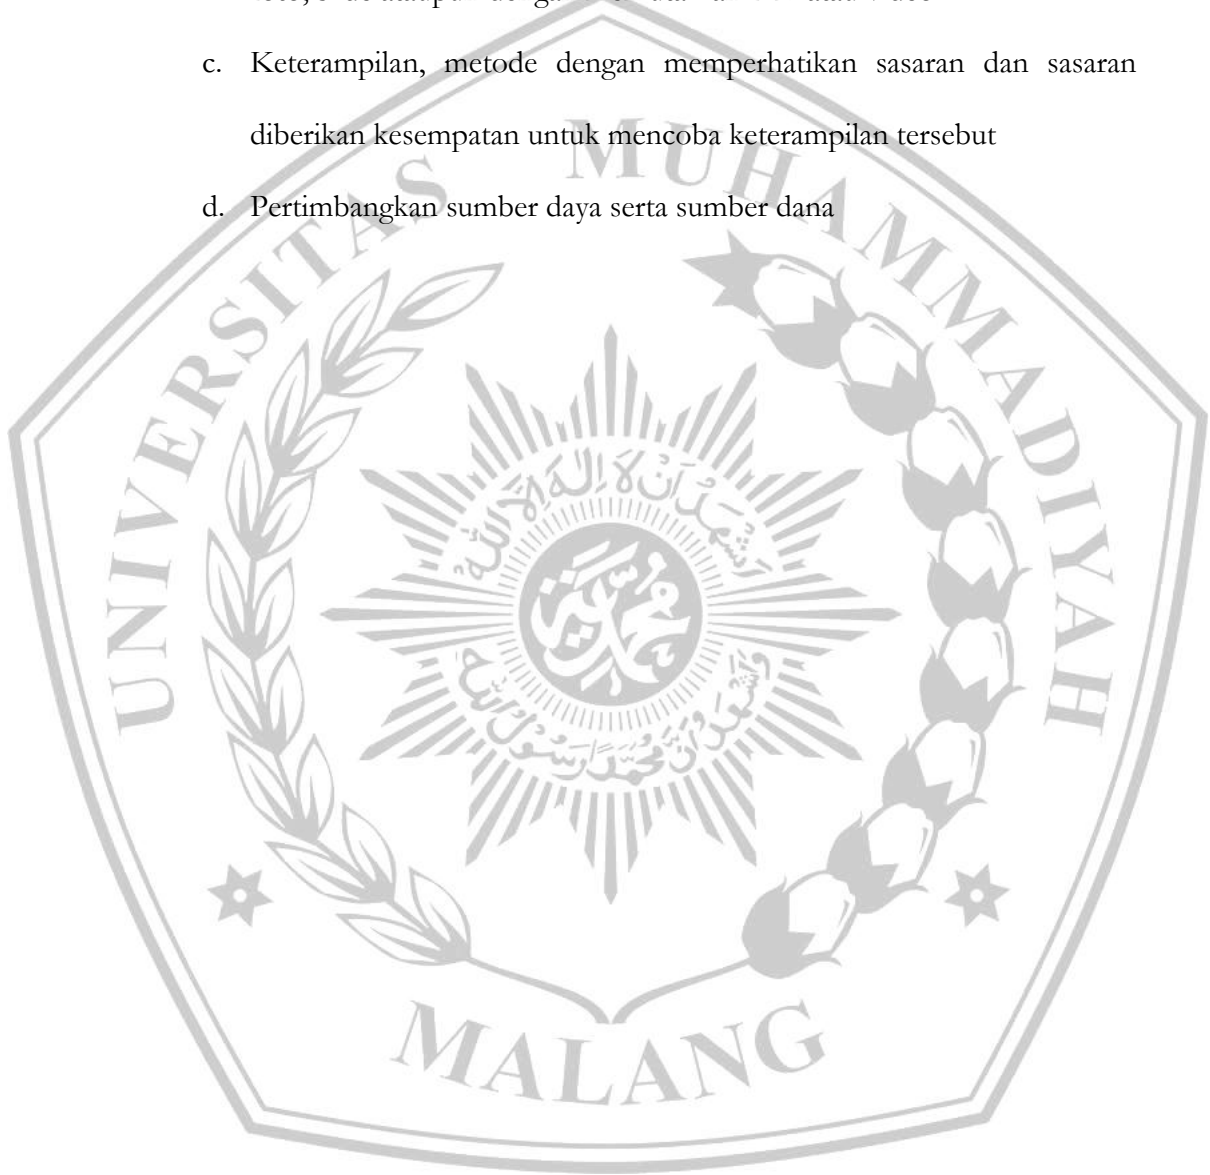 c. Keterampilan, metode dengan memperhatikan sasaran dan sasaran
diberikan kesempatan untuk mencoba keterampilan tersebut
d. Pertimbangkan sumber daya serta sumber dana
UNIVERSITAS MUHAMMADIYAH
MALANG